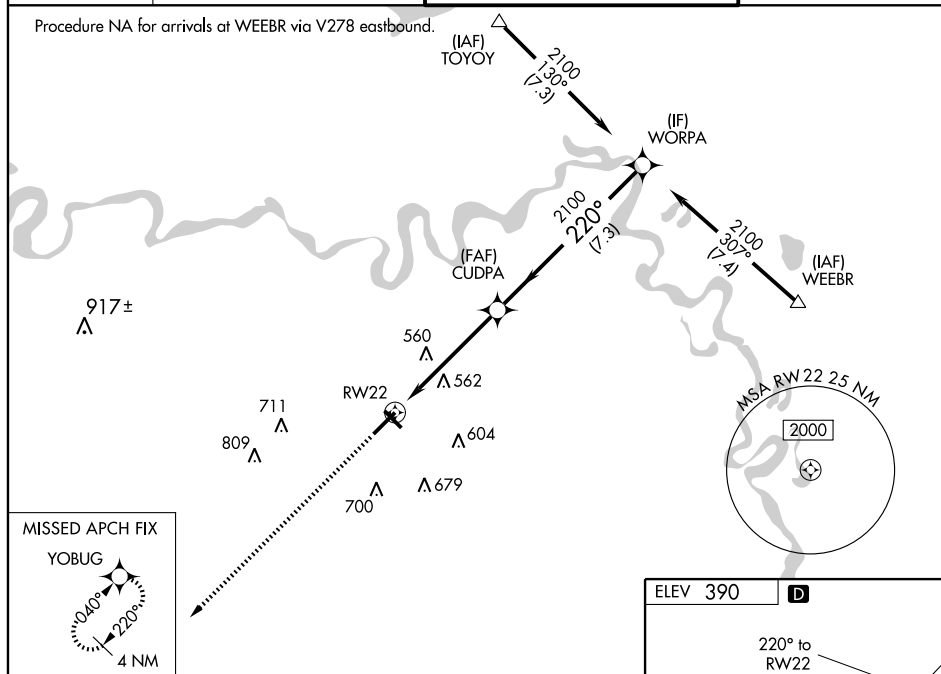 Procedure NA for arrivals at WEEBR via V278 eastbound.
(IAF)
TOYOY
2100
130°
(7.3)
(IF)
WORPA
2100
220°
(7.3)
2100
307°
(7.4)
(IAF)
WEEBR
(FAF)
CUDPA
917±
560
562
RW22
711
809
604
679
700
MSA RW22 25 NM
2000
MISSED APCH FIX
YOBUG
040°
220°
4 NM
ELEV 390 D
220° to
RW22